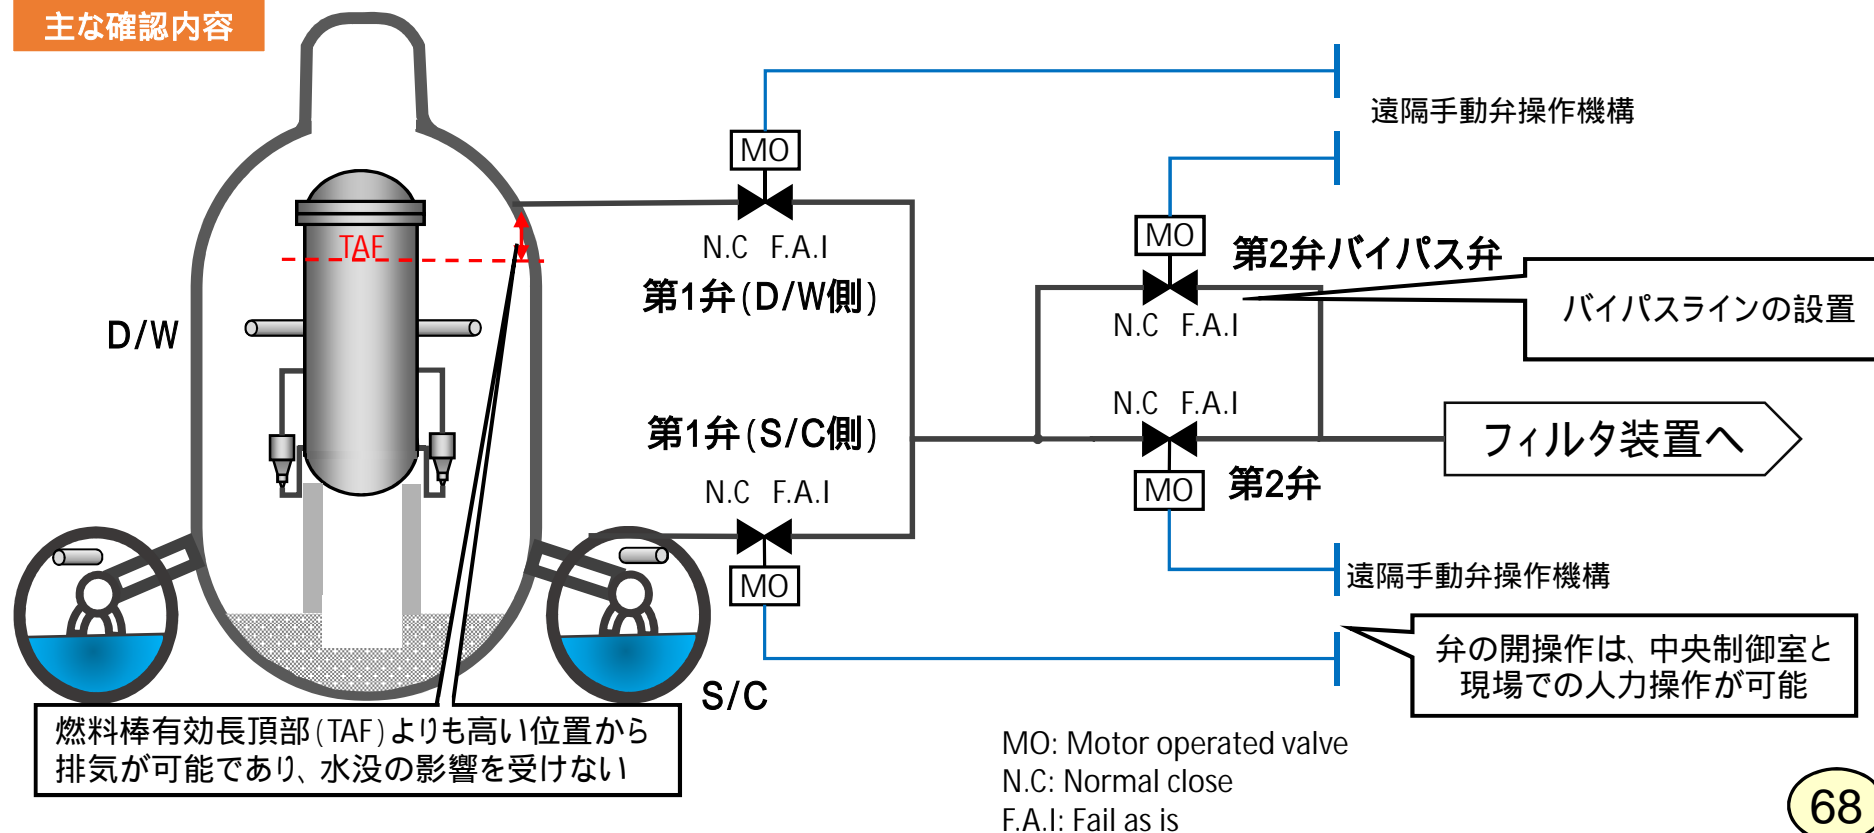 主な確認内容
遠隔手動弁操作機構
MO
N.C F.A.I
第1弁(D/W側)
TAF
D/W
MO
第2弁バイパス弁
N.C F.A.I
バイパスラインの設置
第1弁(S/C側)
N.C F.A.I
MO
N.C F.A.I
MO
第2弁
フィルタ装置へ
遠隔手動弁操作機構
弁の開操作は、中央制御室と
現場での人力操作が可能
S/C
燃料棒有効長頂部(TAF)よりも高い位置から
排気が可能であり、水没の影響を受けない
MO: Motor operated valve
N.C: Normal close
F.A.I: Fail as is
68